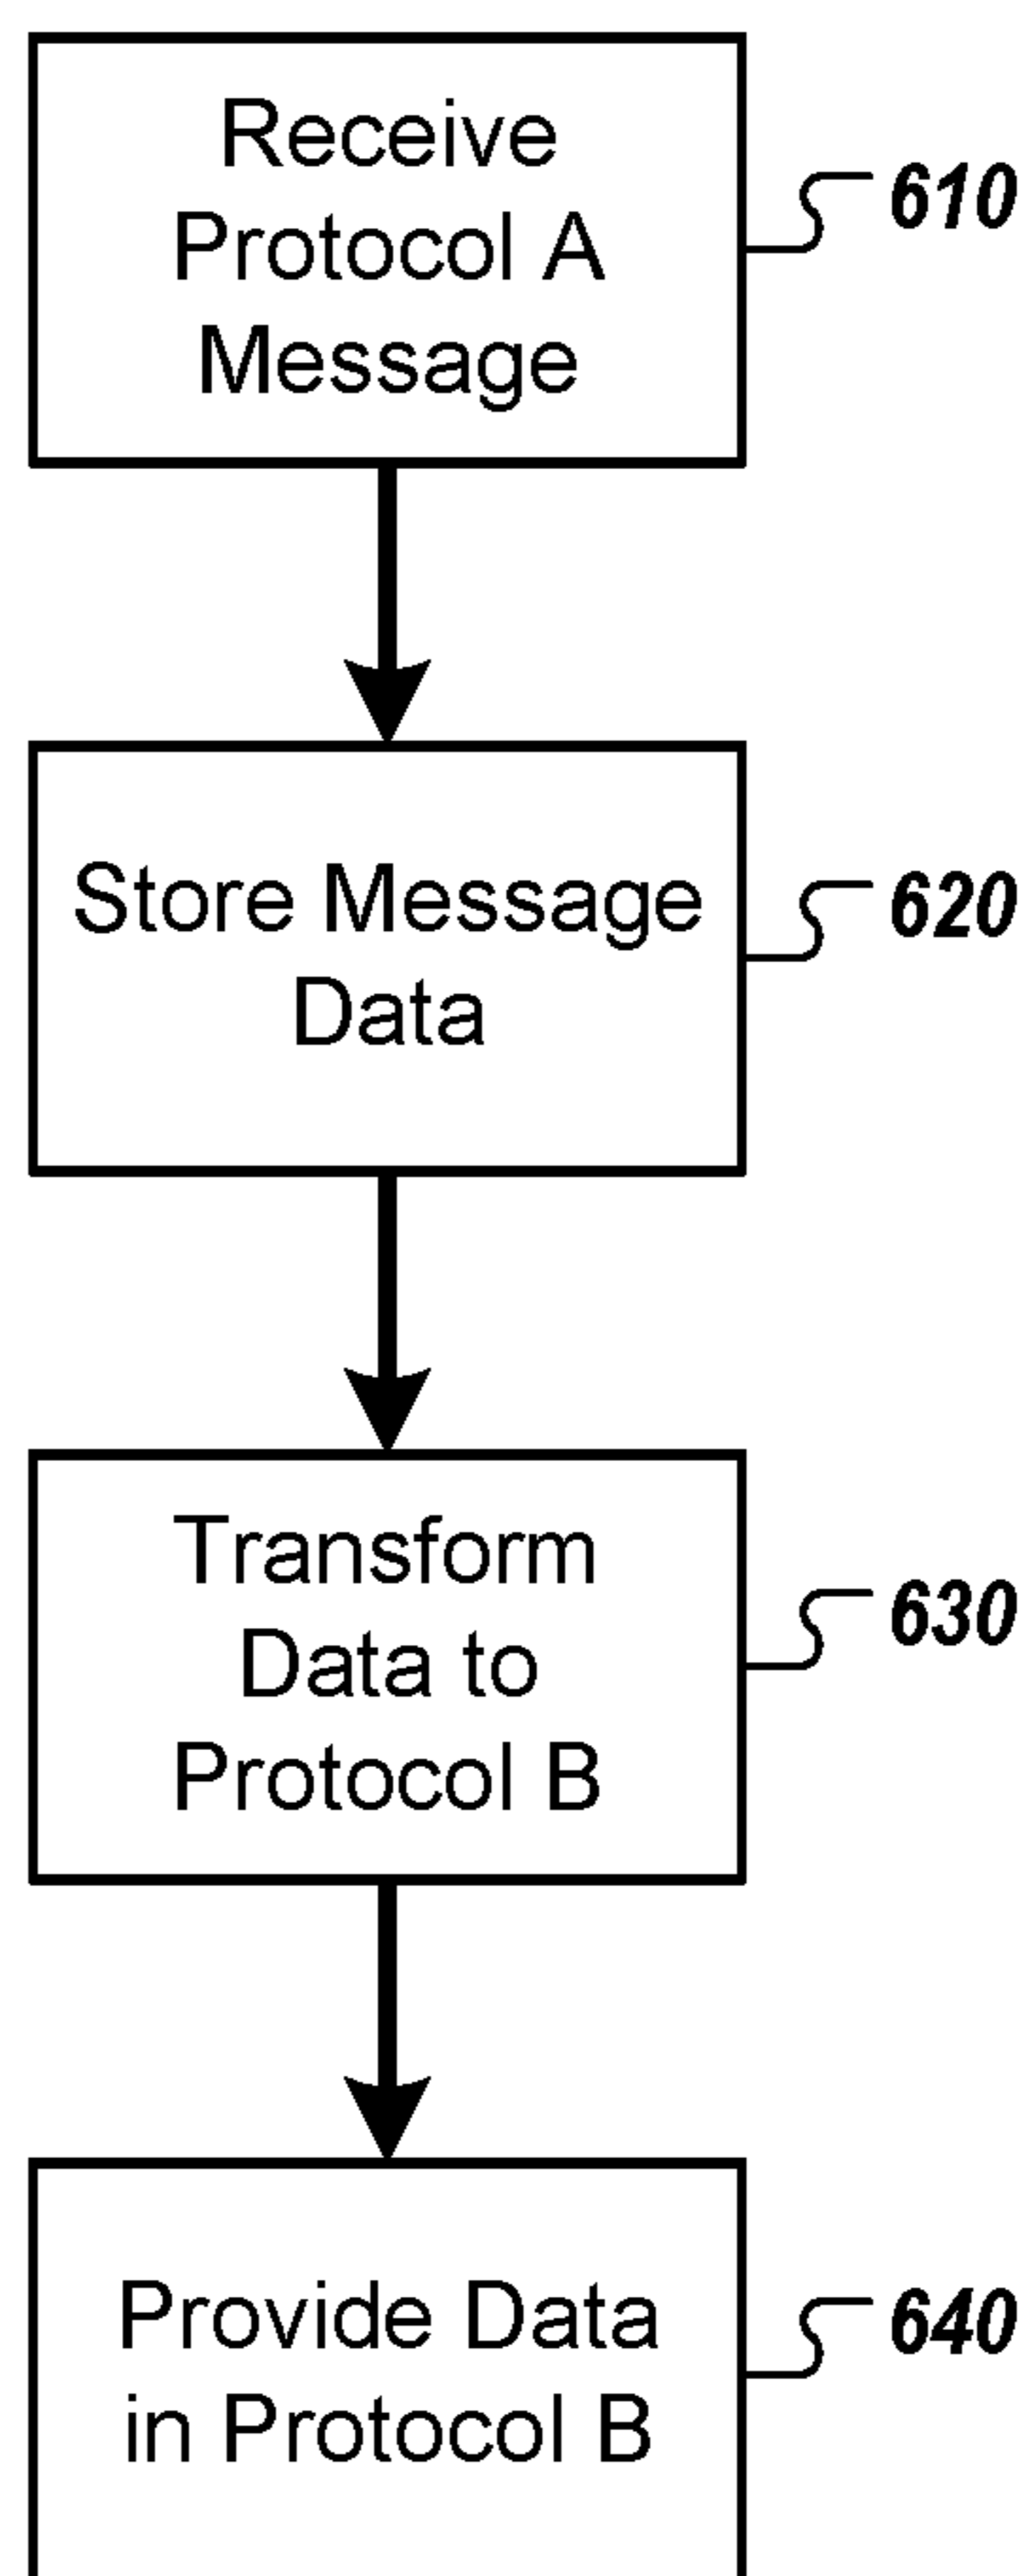 Receive
Protocol A
Message
610
Store Message
Data
620
Transform
Data to
Protocol B
630
Provide Data
in Protocol B
640